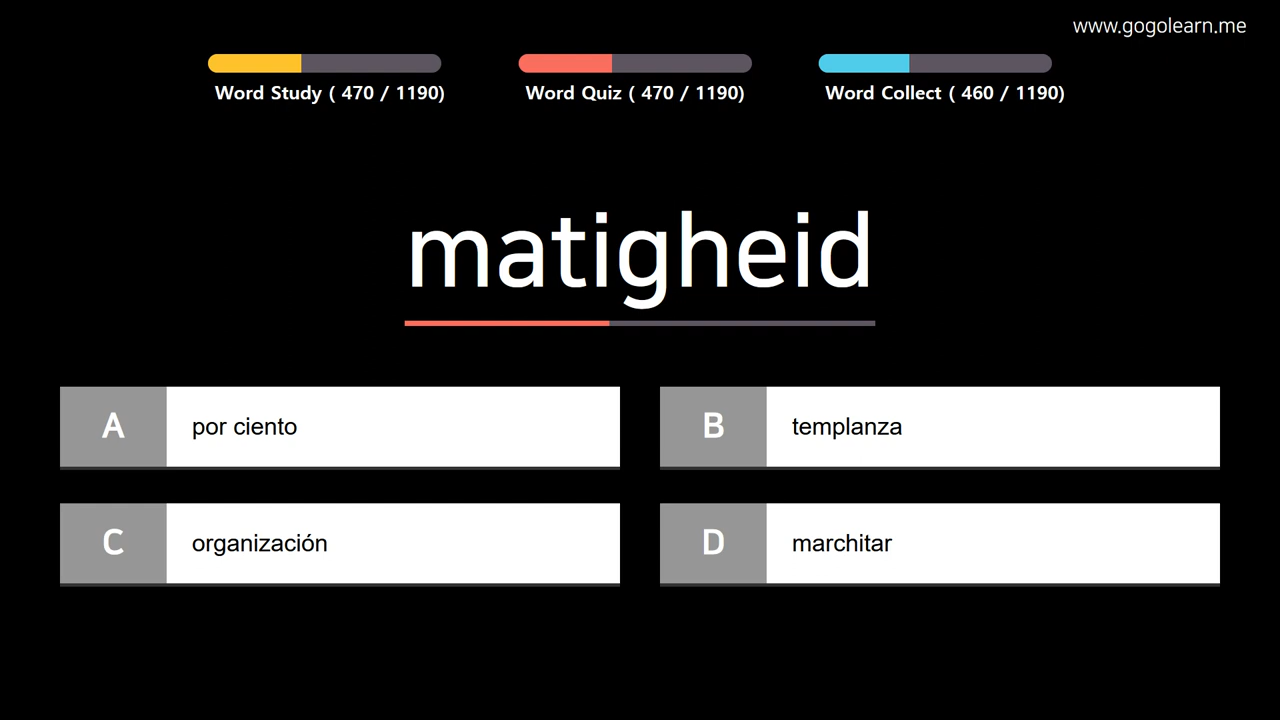 www.gogolearn.me
Word Study ( 470 / 1190)
Word Quiz ( 470 / 1190)
Word Collect ( 460 / 1190)
matigheid
A
por ciento
B
templanza
C
organización
D
marchitar